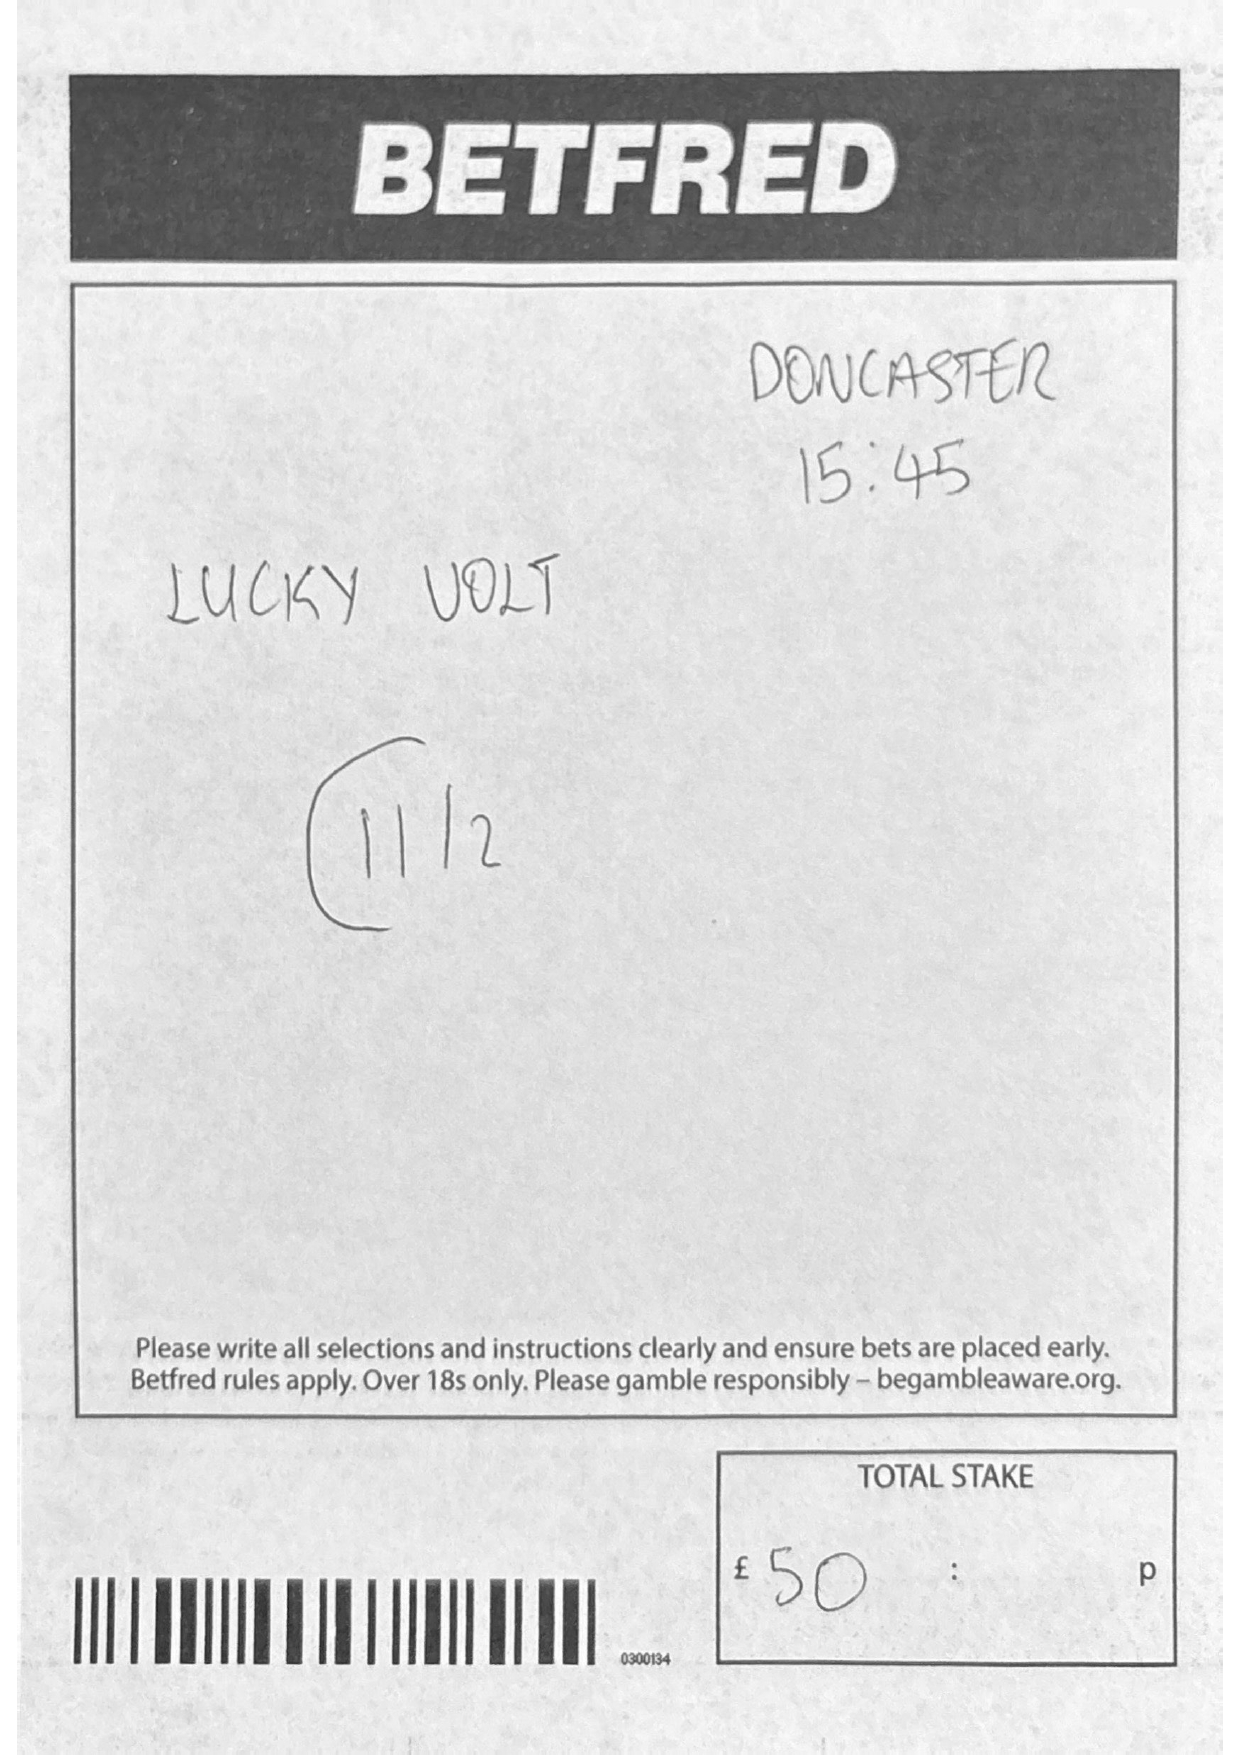 BETFRED
DONCASTER
15:45
LUCKY VOLT
11/2
Please write all selections and instructions clearly and ensure bets are placed early.
Betfred rules apply. Over 18s only. Please gamble responsibly – begambleaware.org.
TOTAL STAKE
£ 50 : p
0300134